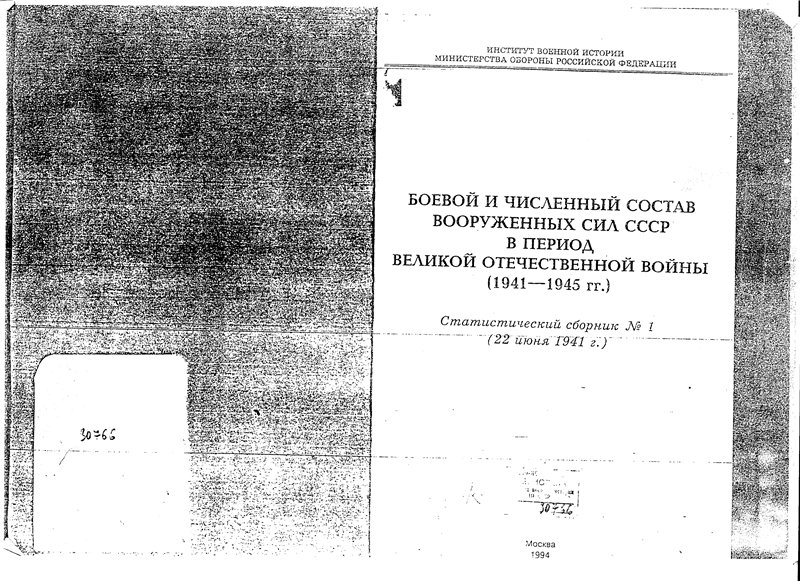 30766
ИНСТИТУТ ВОЕННОЙ ИСТОРИИ
МИНИСТЕРСТВА ОБОРОНЫ РОССИЙСКОЙ ФЕДЕРАЦИИ
БОЕВОЙ И ЧИСЛЕННЫЙ СОСТАВ
ВООРУЖЕННЫХ СИЛ СССР
В ПЕРИОД
ВЕЛИКОЙ ОТЕЧЕСТВЕННОЙ ВОЙНЫ
(1941—1945 гг.)
Статистический сборник № 1
(22 июня 1941 г.)
30766
Москва
1994